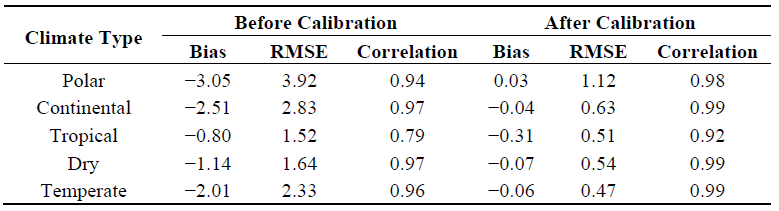 Climate Type Before Calibration After Calibration
Bias RMSE Correlation Bias RMSE Correlation
Polar −3.05 3.92 0.94 0.03 1.12 0.98
Continental −2.51 2.83 0.97 −0.04 0.63 0.99
Tropical −0.80 1.52 0.79 −0.31 0.51 0.92
Dry −1.14 1.64 0.97 −0.07 0.54 0.99
Temperate −2.01 2.33 0.96 −0.06 0.47 0.99